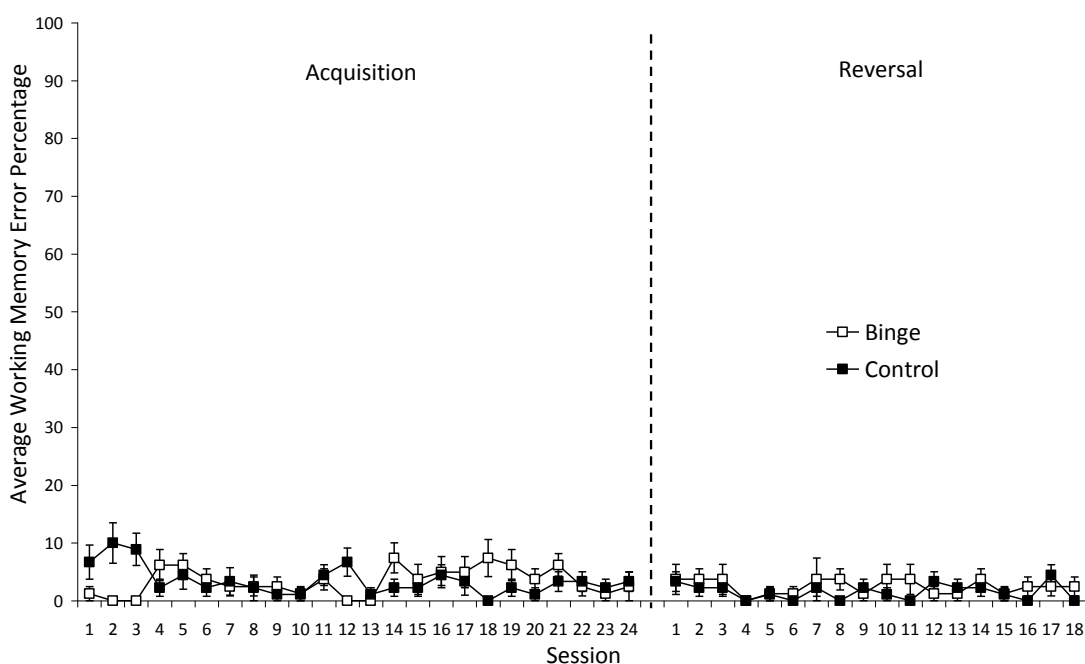 Average Working Memory Error Percentage
100
90
80
70
60
50
40
30
20
10
0
Acquisition
Reversal
Binge
Control
1 2 3 4 5 6 7 8 9 10 11 12 13 14 15 16 17 18 19 20 21 22 23 24 1 2 3 4 5 6 7 8 9 10 11 12 13 14 15 16 17 18
Session